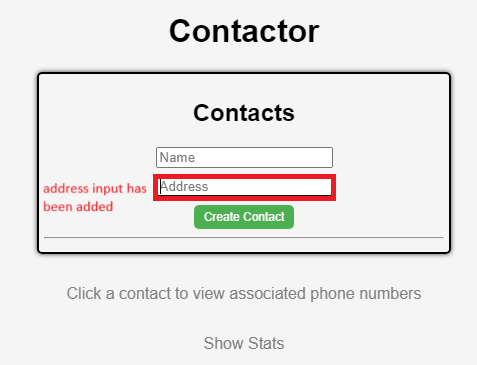 Contactor
Contacts
Name
address input has
been added
Address
Create Contact
Click a contact to view associated phone numbers
Show Stats